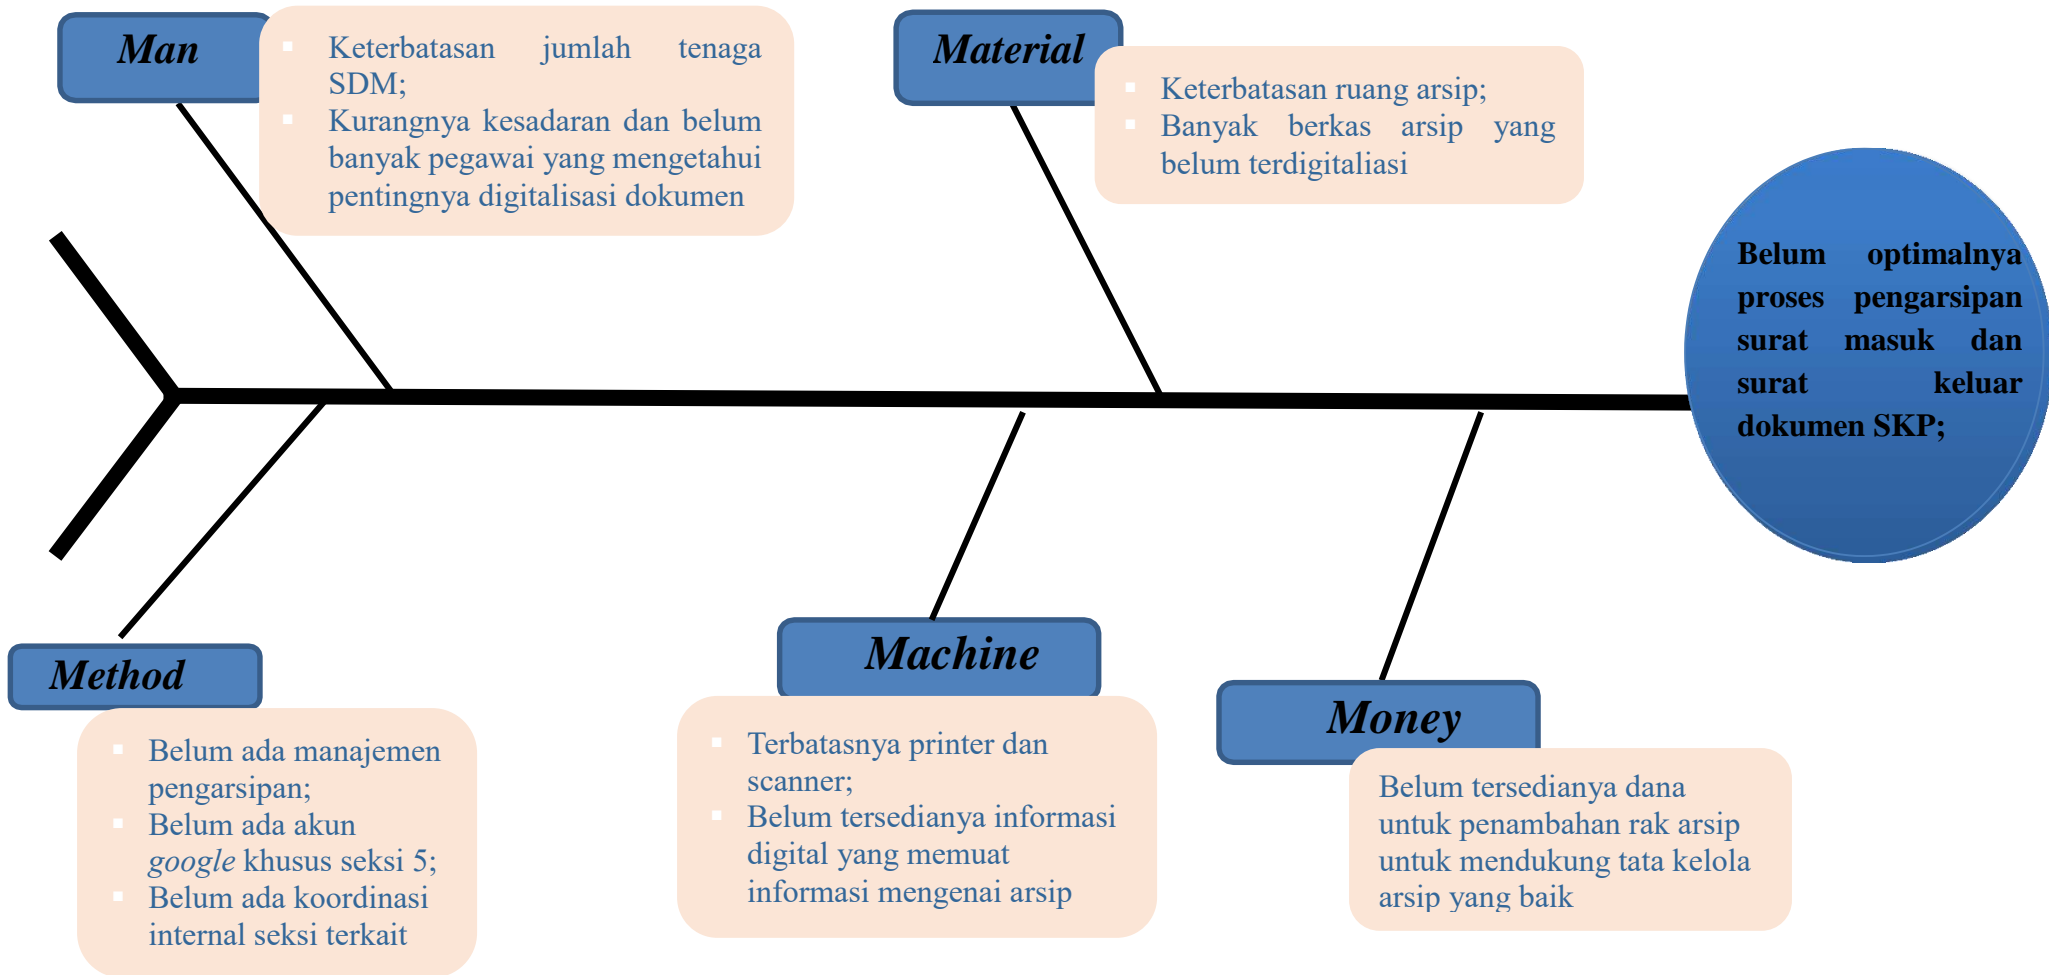 Man
Keterbatasan jumlah tenaga
SDM;
Kurangnya kesadaran dan belum
banyak pegawai yang mengetahui
pentingnya digitalisasi dokumen
Material
Keterbatasan ruang arsip;
Banyak berkas arsip yang
belum terdigitaliasi
Belum optimalnya
proses pengarsipan
surat masuk dan
surat keluar
dokumen SKP;
Method
Belum ada manajemen
pengarsipan;
Belum ada akun
google khusus seksi 5;
Belum ada koordinasi
internal seksi terkait
Machine
Terbatasnya printer dan
scanner;
Belum tersedianya informasi
digital yang memuat
informasi mengenai arsip
Money
Belum tersedianya dana
untuk penambahan rak arsip
untuk mendukung tata kelola
arsip yang baik